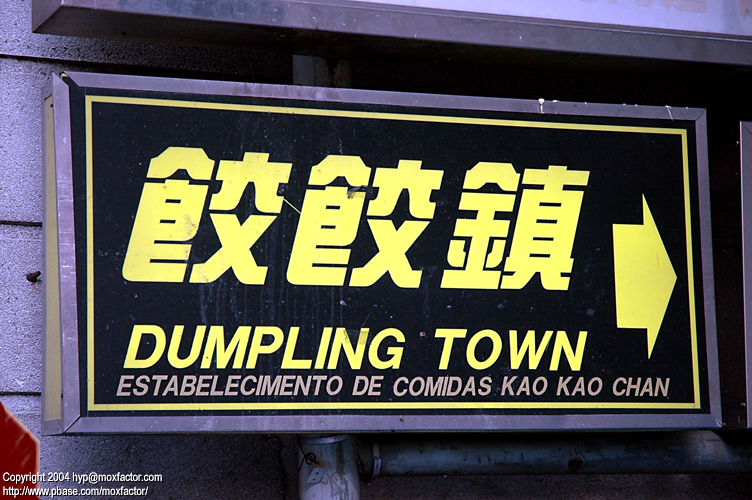 餃餃鎮
DUMPLING TOWN
ESTABELECIMENTO DE COMIDAS KAO KAO CHAN
Copyright 2004 hyp@moxfactor.com
http://www.pbase.com/moxfactor/